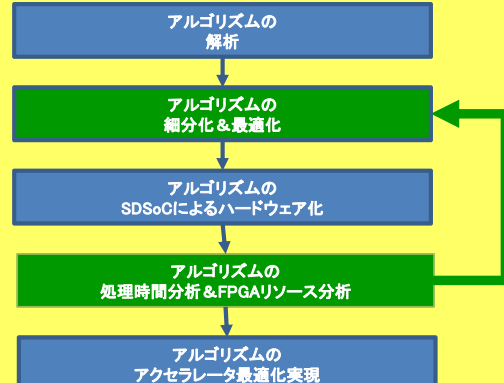 アルゴリズムの
解析
アルゴリズムの
細分化&最適化
アルゴリズムの
SDSoCによるハードウェア化
アルゴリズムの
処理時間分析&FPGAリソース分析
アルゴリズムの
アクセラレータ最適化実現